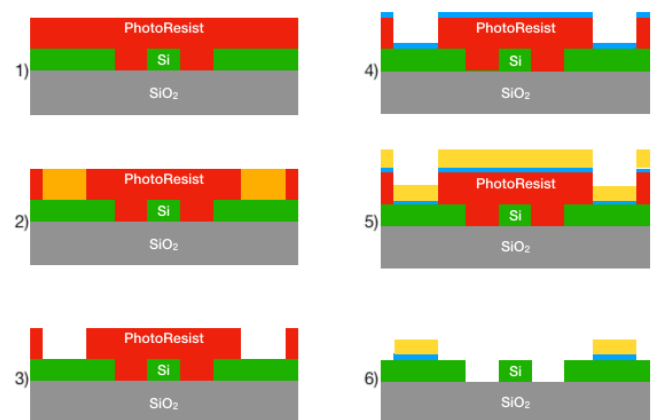 PhotoResist
Si
1)
SiO₂
PhotoResist
Si
2)
SiO₂
PhotoResist
Si
3)
SiO₂
PhotoResist
Si
4)
SiO₂
PhotoResist
Si
5)
SiO₂
Si
6)
SiO₂